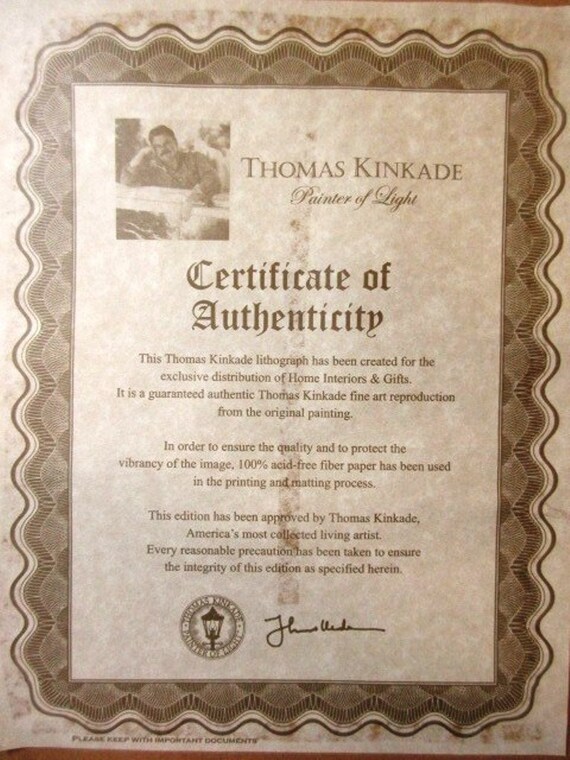 THOMAS KINKADE
Painter of Light
Certificate of
Authenticity
This Thomas Kinkade lithograph has been created for the
exclusive distribution of Home Interiors & Gifts.
It is a guaranteed authentic Thomas Kinkade fine art reproduction
from the original painting.
In order to ensure the quality and to protect the
vibrancy of the image, 100% acid-free fiber paper has been used
in the printing and matting process.
This edition has been approved by Thomas Kinkade,
America's most collected living artist.
Every reasonable precaution has been taken to ensure
the integrity of this edition as specified herein.
THOMAS KINKADE
PAINTER OF LIGHT
PLEASE KEEP WITH IMPORTANT DOCUMENTS